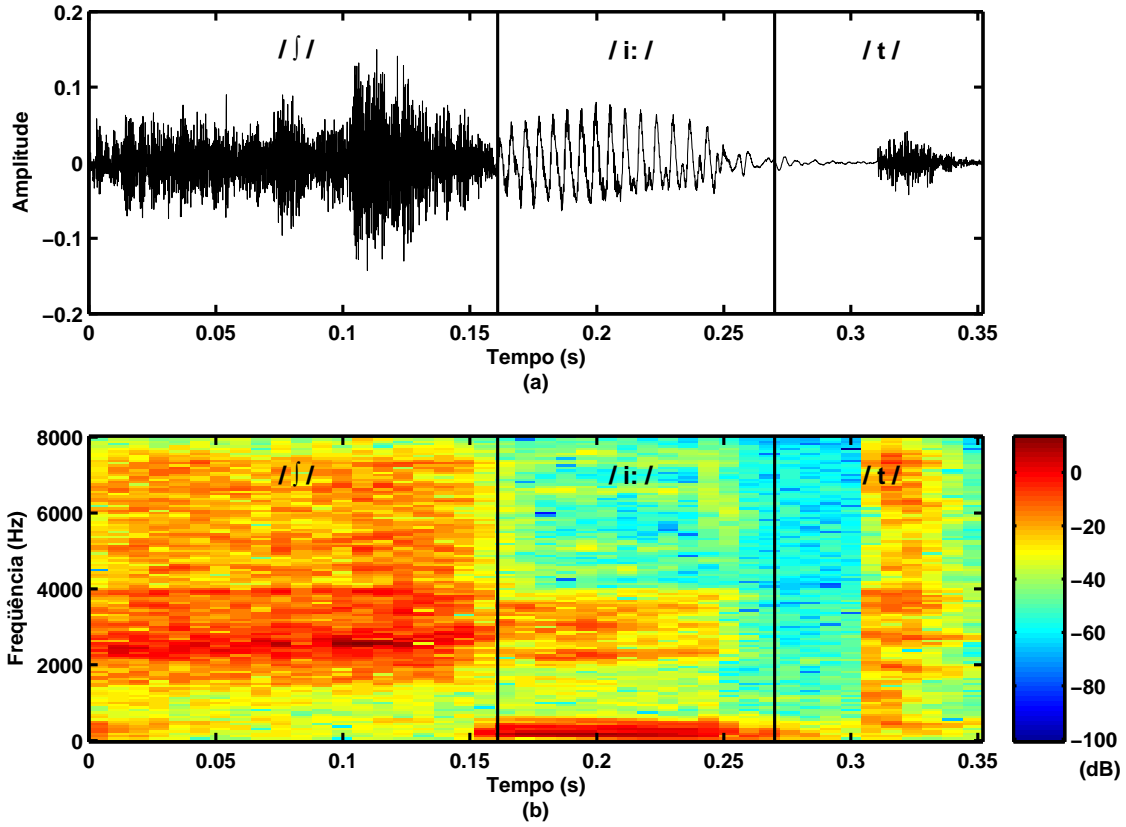 0.2
0.1
0
−0.1
−0.2
Amplitude
/ ∫ /
/ i: /
/ t /
0 0.05 0.1 0.15 0.2 0.25 0.3 0.35
Tempo (s)
(a)
8000
6000
4000
2000
0
Freqüência (Hz)
/ ∫ /
/ i: /
/ t /
0 0.05 0.1 0.15 0.2 0.25 0.3 0.35
Tempo (s)
(b)
0
−20
−40
−60
−80
−100
(dB)